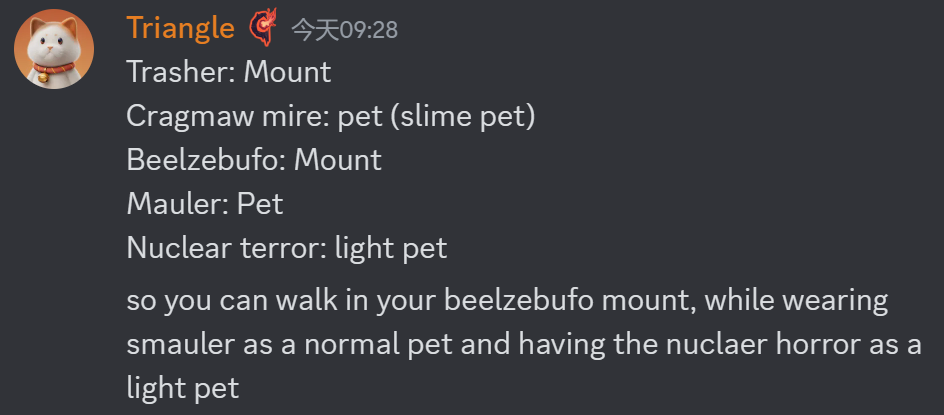 Triangle 今天09:28
Trasher: Mount
Cragmaw mire: pet (slime pet)
Beelzebufo: Mount
Mauler: Pet
Nuclear terror: light pet
so you can walk in your beelzebufo mount, while wearing
smauler as a normal pet and having the nuclaer horror as a
light pet